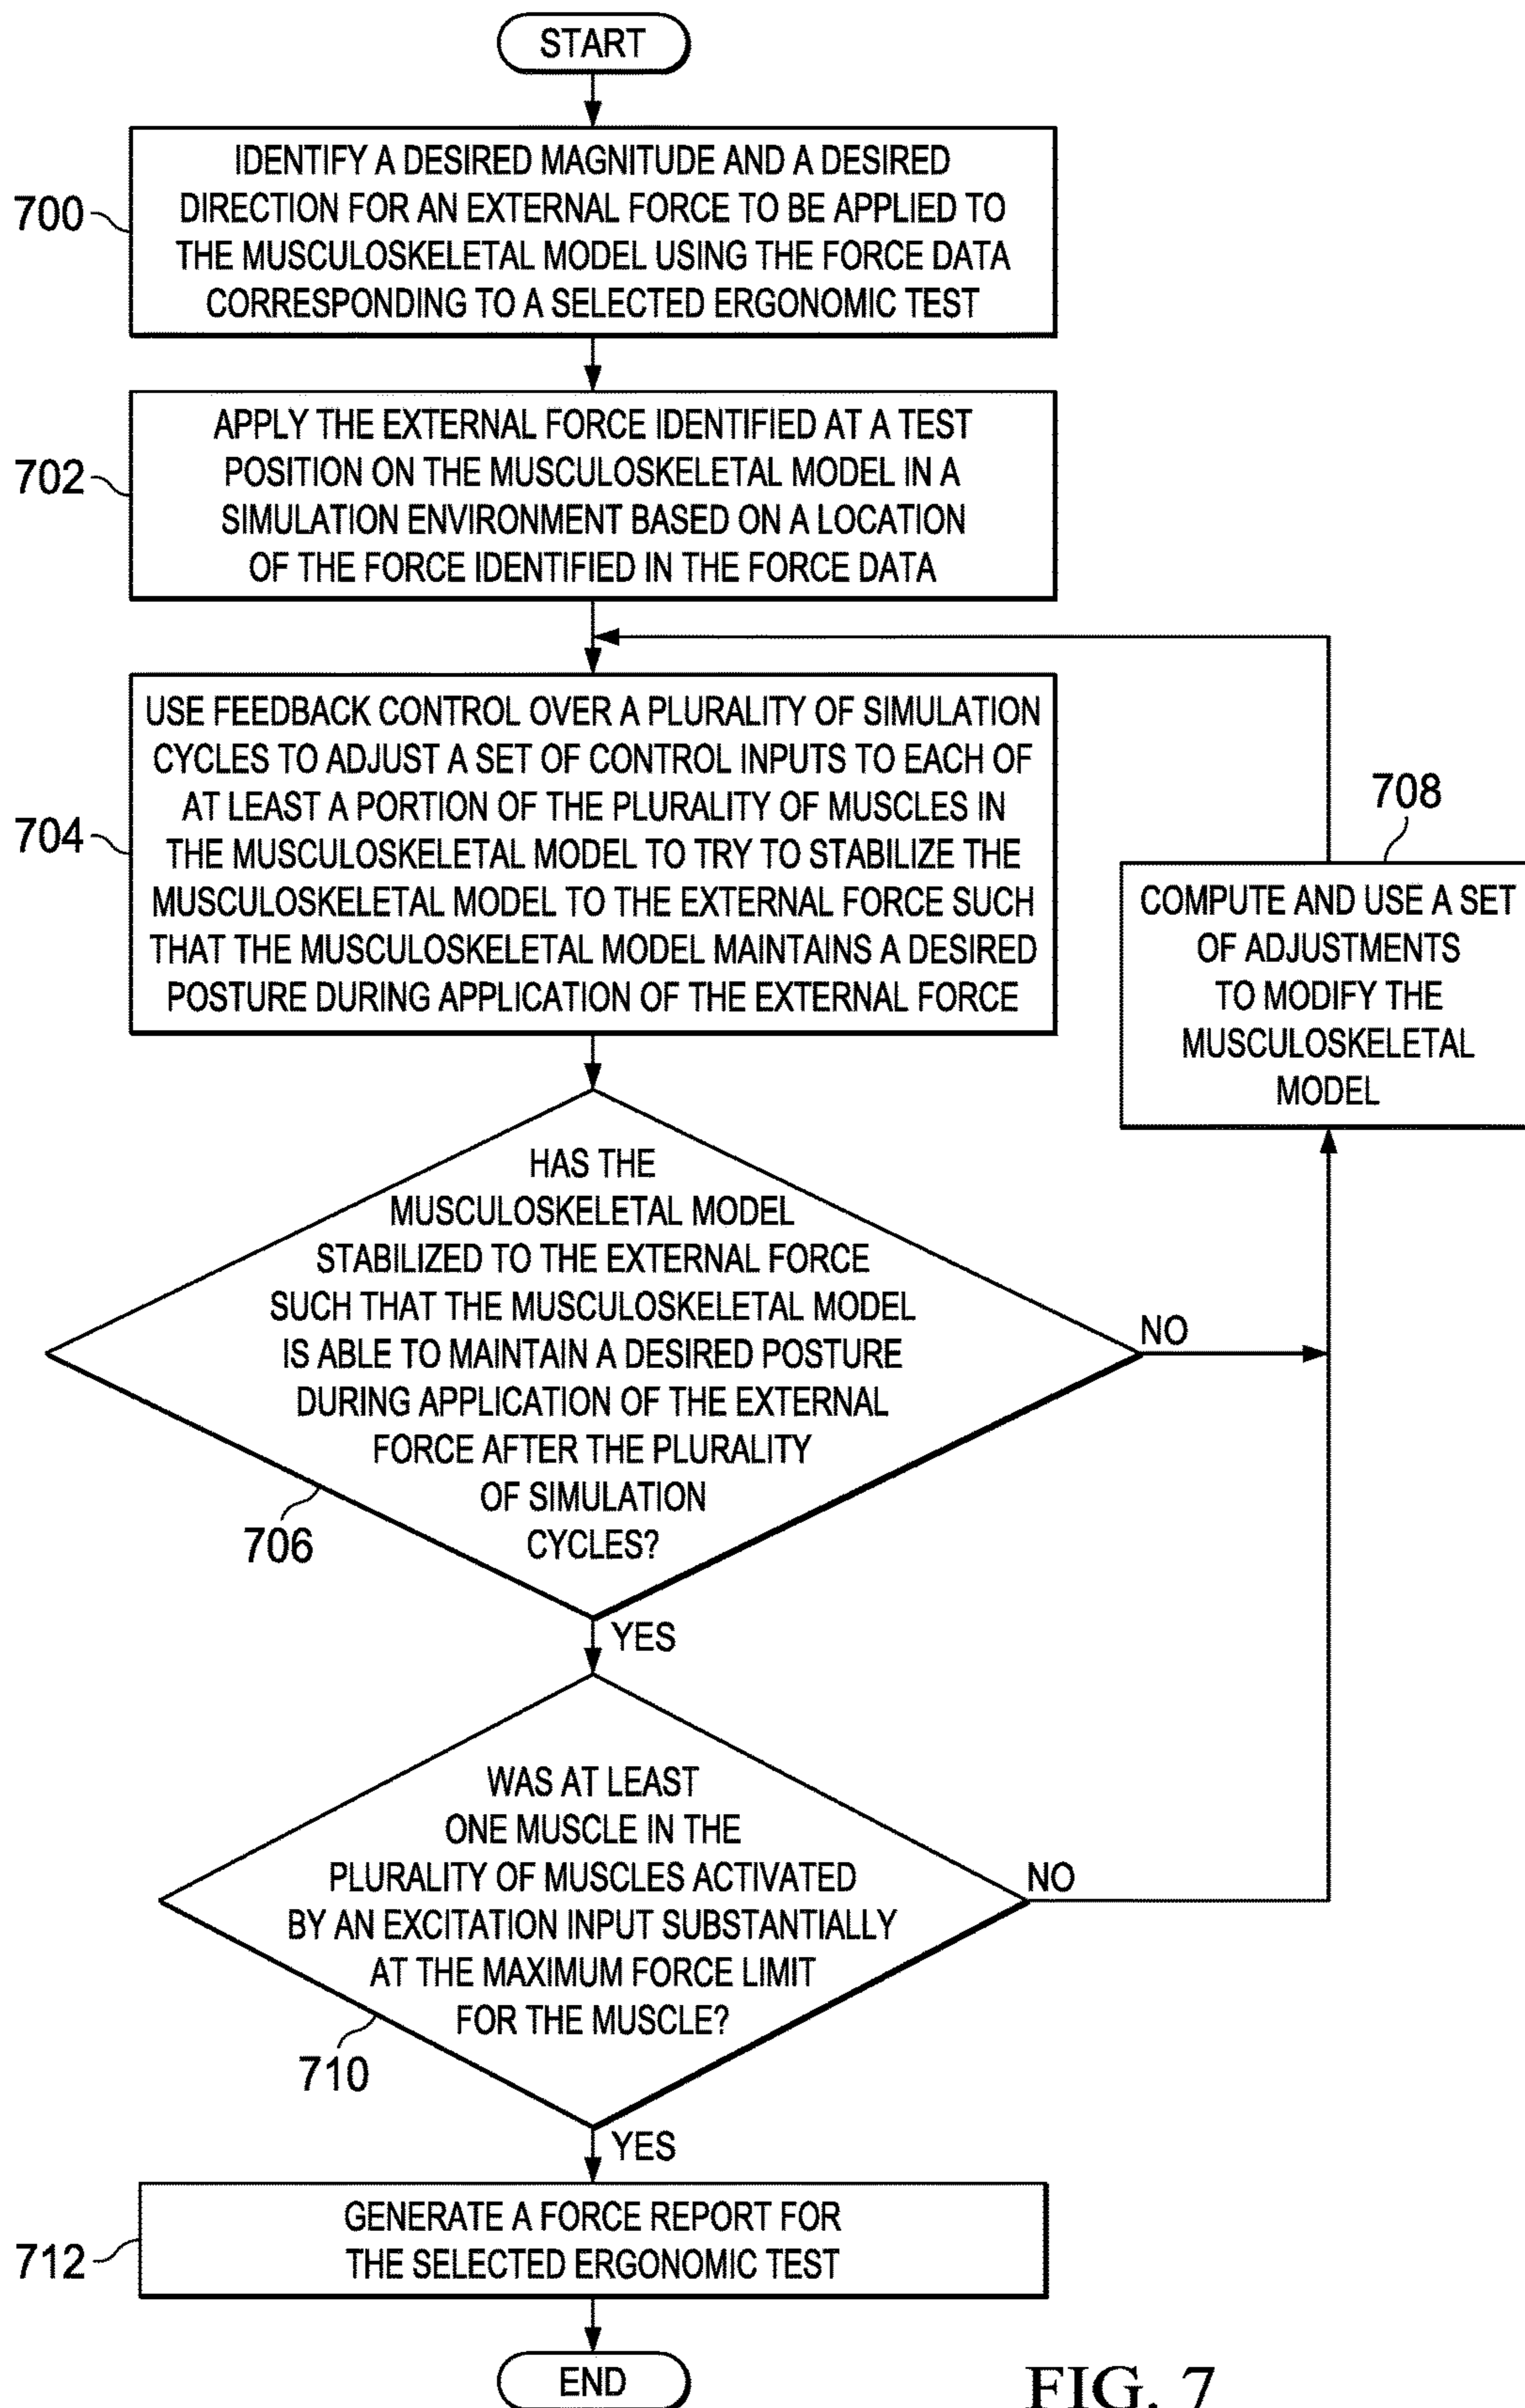 START
700
IDENTIFY A DESIRED MAGNITUDE AND A DESIRED
DIRECTION FOR AN EXTERNAL FORCE TO BE APPLIED TO
THE MUSCULOSKELETAL MODEL USING THE FORCE DATA
CORRESPONDING TO A SELECTED ERGONOMIC TEST
702
APPLY THE EXTERNAL FORCE IDENTIFIED AT A TEST
POSITION ON THE MUSCULOSKELETAL MODEL IN A
SIMULATION ENVIRONMENT BASED ON A LOCATION
OF THE FORCE IDENTIFIED IN THE FORCE DATA
704
USE FEEDBACK CONTROL OVER A PLURALITY OF SIMULATION
CYCLES TO ADJUST A SET OF CONTROL INPUTS TO EACH OF
AT LEAST A PORTION OF THE PLURALITY OF MUSCLES IN
THE MUSCULOSKELETAL MODEL TO TRY TO STABILIZE THE
MUSCULOSKELETAL MODEL TO THE EXTERNAL FORCE SUCH
THAT THE MUSCULOSKELETAL MODEL MAINTAINS A DESIRED
POSTURE DURING APPLICATION OF THE EXTERNAL FORCE
708
COMPUTE AND USE A SET
OF ADJUSTMENTS
TO MODIFY THE
MUSCULOSKELETAL
MODEL
HAS THE
MUSCULOSKELETAL MODEL
STABILIZED TO THE EXTERNAL FORCE
SUCH THAT THE MUSCULOSKELETAL MODEL
IS ABLE TO MAINTAIN A DESIRED POSTURE
DURING APPLICATION OF THE EXTERNAL
FORCE AFTER THE PLURALITY
OF SIMULATION
CYCLES?
NO
706
YES
WAS AT LEAST
ONE MUSCLE IN THE
PLURALITY OF MUSCLES ACTIVATED
BY AN EXCITATION INPUT SUBSTANTIALLY
AT THE MAXIMUM FORCE LIMIT
FOR THE MUSCLE?
NO
710
YES
712
GENERATE A FORCE REPORT FOR
THE SELECTED ERGONOMIC TEST
END
FIG. 7